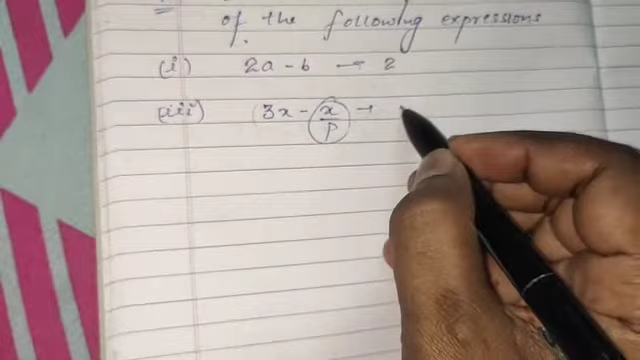 of the following expressions
(i) 2a - b → 2
(iii) 3x - x/p →